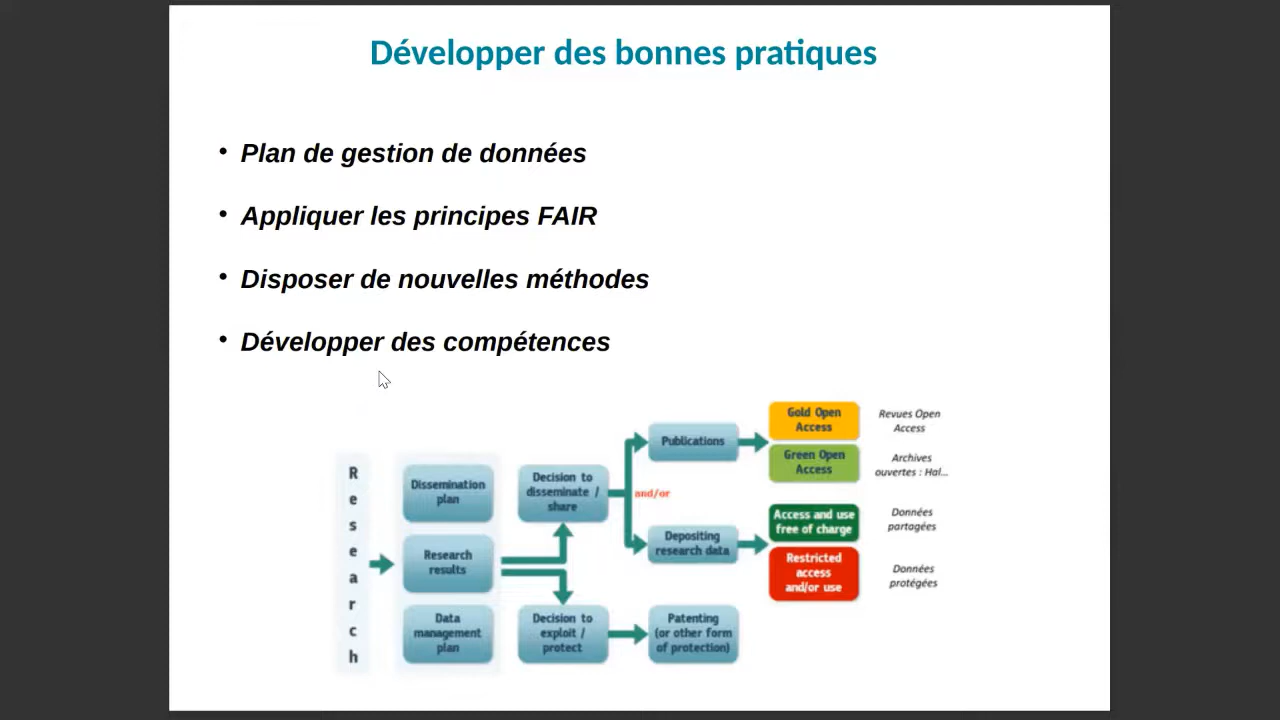 Développer des bonnes pratiques
• Plan de gestion de données
• Appliquer les principes FAIR
• Disposer de nouvelles méthodes
• Développer des compétences
Research
Dissemination
plan
Research
results
Data
management
plan
Decision to
disseminate /
share
Decision to
exploit /
protect
and/or
Publications
Depositing
research data
Patenting
(or other form
of protection)
Gold Open
Access
Revues Open
Access
Green Open
Access
Archives
ouvertes : Hal...
Access and use
free of charge
Données
partagées
Restricted
access
and/or use
Données
protégées